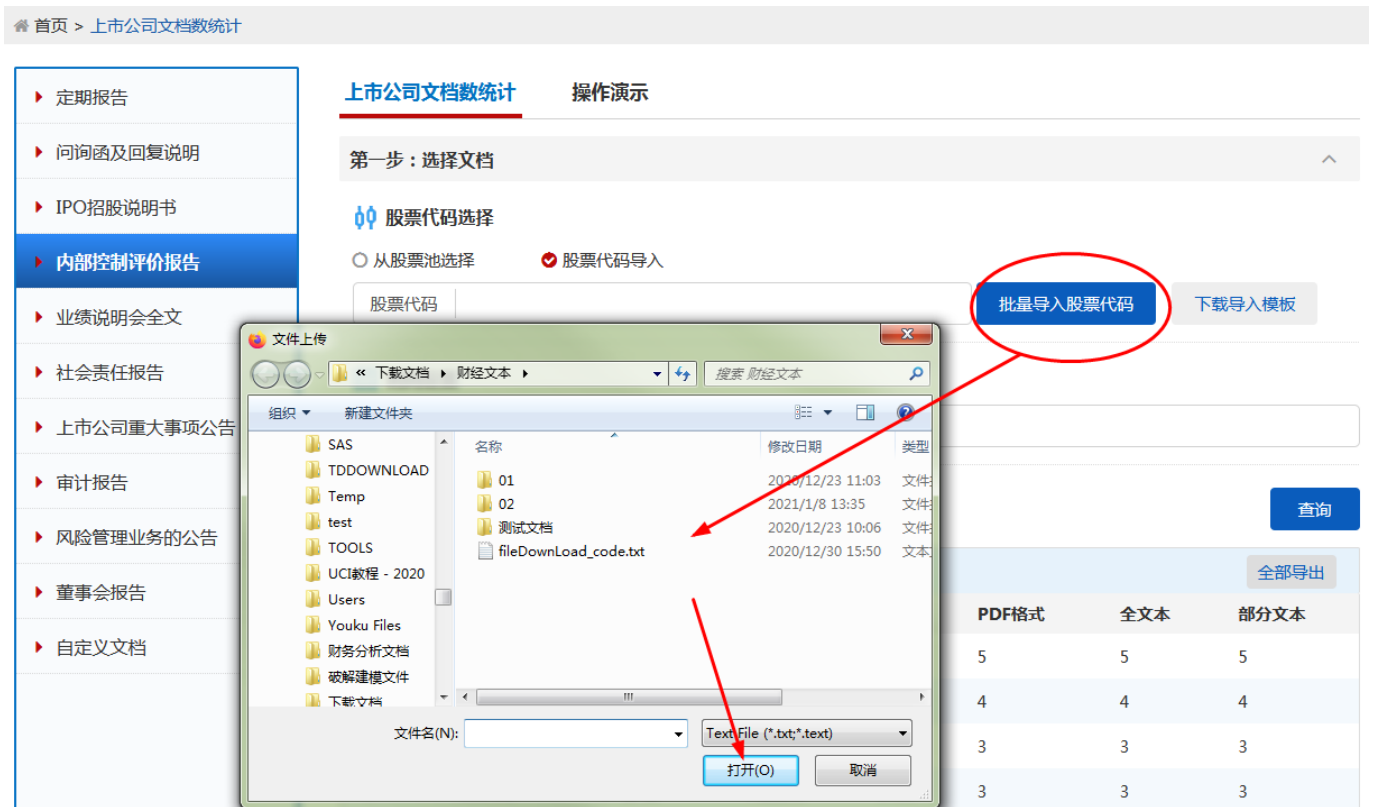 首页 > 上市公司文档数统计
定期报告
问询函及回复说明
IPO招股说明书
内部控制评价报告
业绩说明会全文
社会责任报告
上市公司重大事项公告
审计报告
风险管理业务的公告
董事会报告
自定义文档
上市公司文档数统计 操作演示
第一步：选择文档
股票代码选择
从股票池选择 股票代码导入
股票代码 批量导入股票代码 下载导入模板
查询
全部导出
PDF格式 全文本 部分文本
5 5 5
4 4 4
3 3 3
3 3 3
文件上传
« 下载文档 财经文本 搜索 财经文本
组织 新建文件夹
SAS
TDDOWNLOAD
Temp
test
TOOLS
UCI教程 - 2020
Users
Youku Files
财务分析文档
破解建模文件
下载文档
名称 修改日期 类型
01 2020/12/23 11:03 文件
02 2021/1/8 13:35 文件
测试文档 2020/12/23 10:06 文件
fileDownLoad_code.txt 2020/12/30 15:50 文本
文件名(N): Text File (*.txt;*.text)
打开(O) 取消